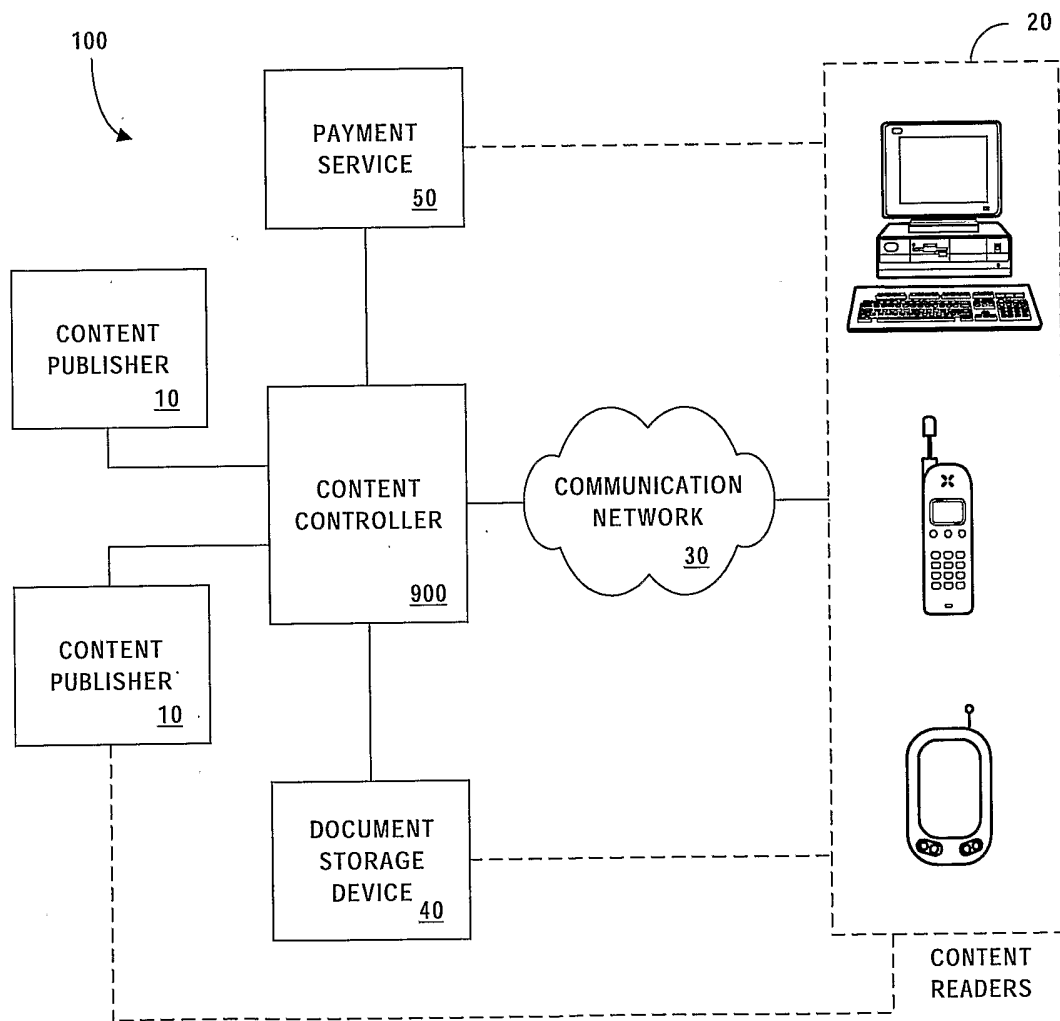 100
20
PAYMENT
SERVICE
50
CONTENT
PUBLISHER
10
CONTENT
CONTROLLER
900
COMMUNICATION
NETWORK
30
CONTENT
PUBLISHER
10
DOCUMENT
STORAGE
DEVICE
40
CONTENT
READERS